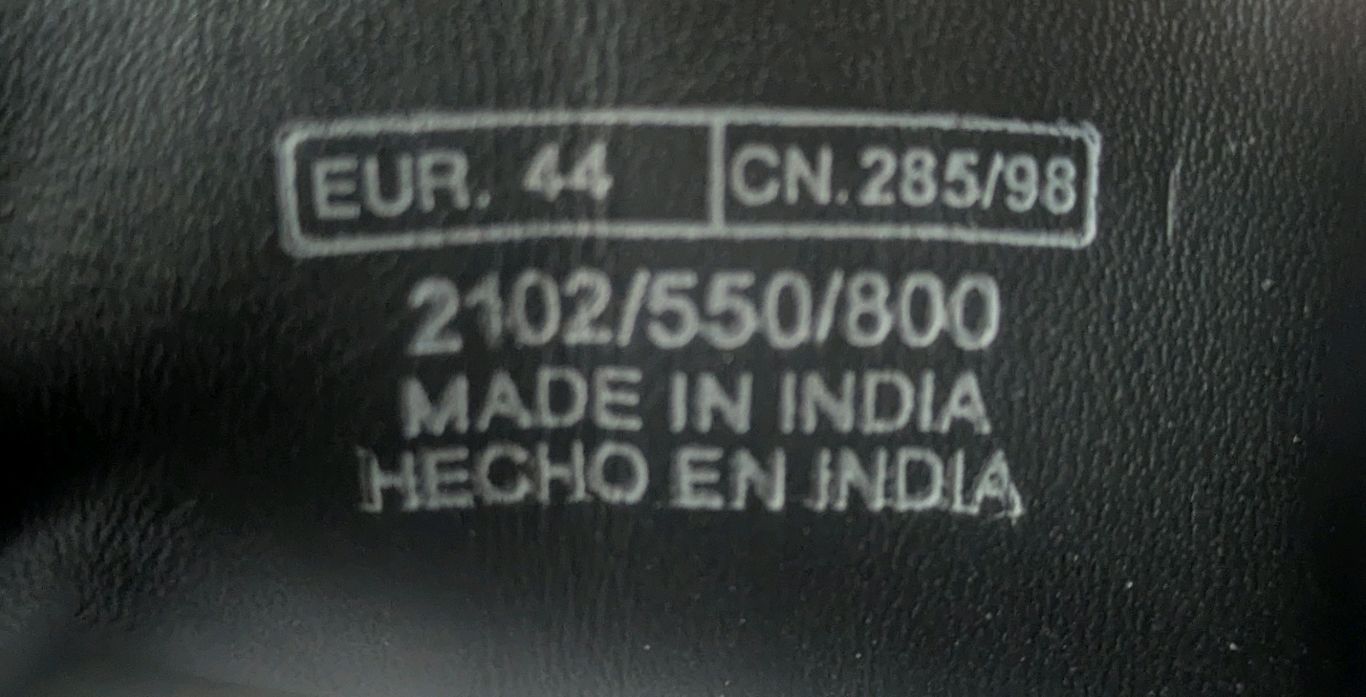 EUR. 44 CN.285/98
2102/550/800
MADE IN INDIA
HECHO EN INDIA